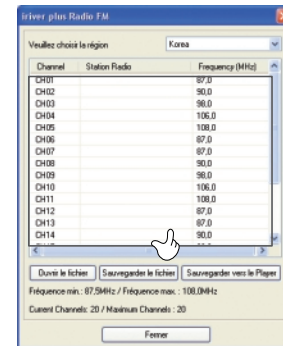 iriver plus Radio FM
Veuillez choisir la région Korea
Channel Station Radio Frequency (MHz)
CH01 87,0
CH02 90,0
CH03 98,0
CH04 106,0
CH05 108,0
CH06 87,0
CH07 87,0
CH08 90,0
CH09 98,0
CH10 106,0
CH11 108,0
CH12 87,0
CH13 87,0
CH14 90,0
Ouvrir le fichier Sauvegarder le fichier Sauvegarder vers le Player
Fréquence min.: 87,5MHz / Fréquence max. : 108,0MHz
Current Channels: 20 / Maximum Channels : 20
Fermer